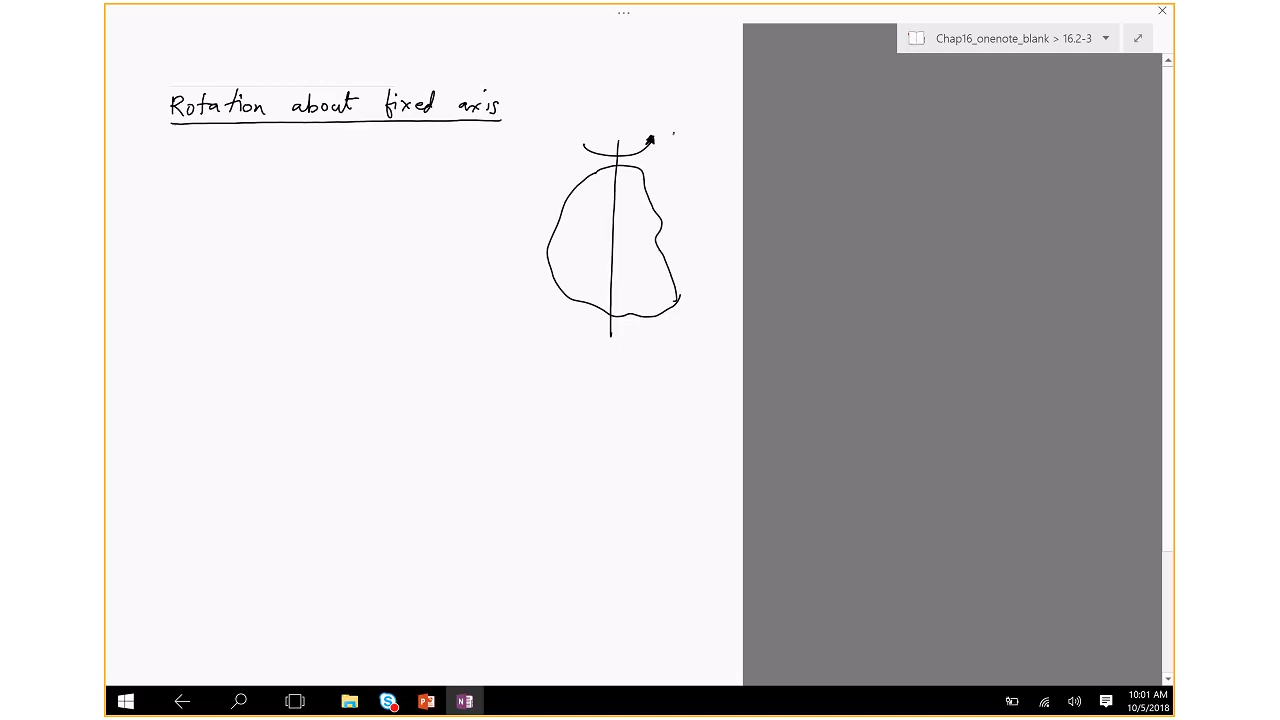 Chap16_onenote_blank > 16.2-3
Rotation about fixed axis
10:01 AM
10/5/2018